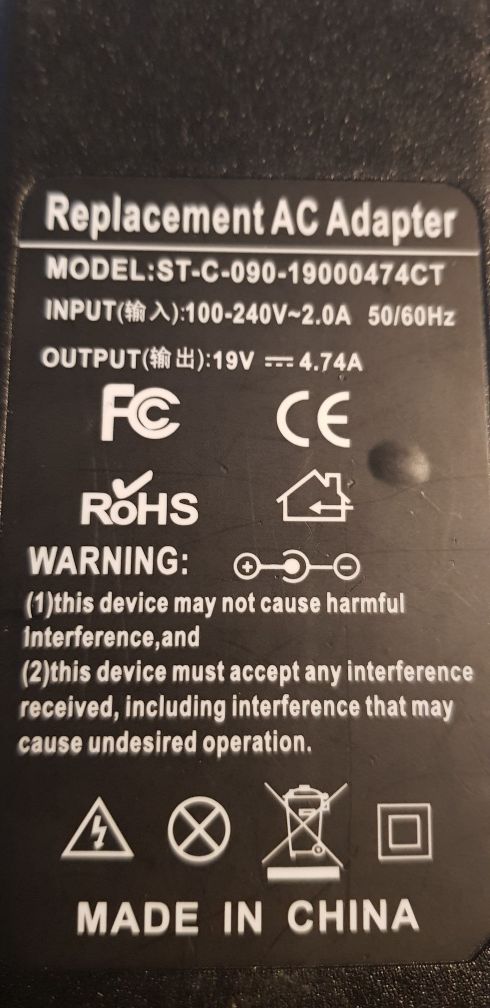 Replacement AC Adapter
MODEL:ST-C-090-19000474CT
INPUT(输入):100-240V~2.0A 50/60Hz
OUTPUT(输出):19V ⎓ 4.74A
FC CE
RoHS
WARNING:
(1)this device may not cause harmful
Interference,and
(2)this device must accept any interference
received, including interference that may
cause undesired operation.
MADE IN CHINA